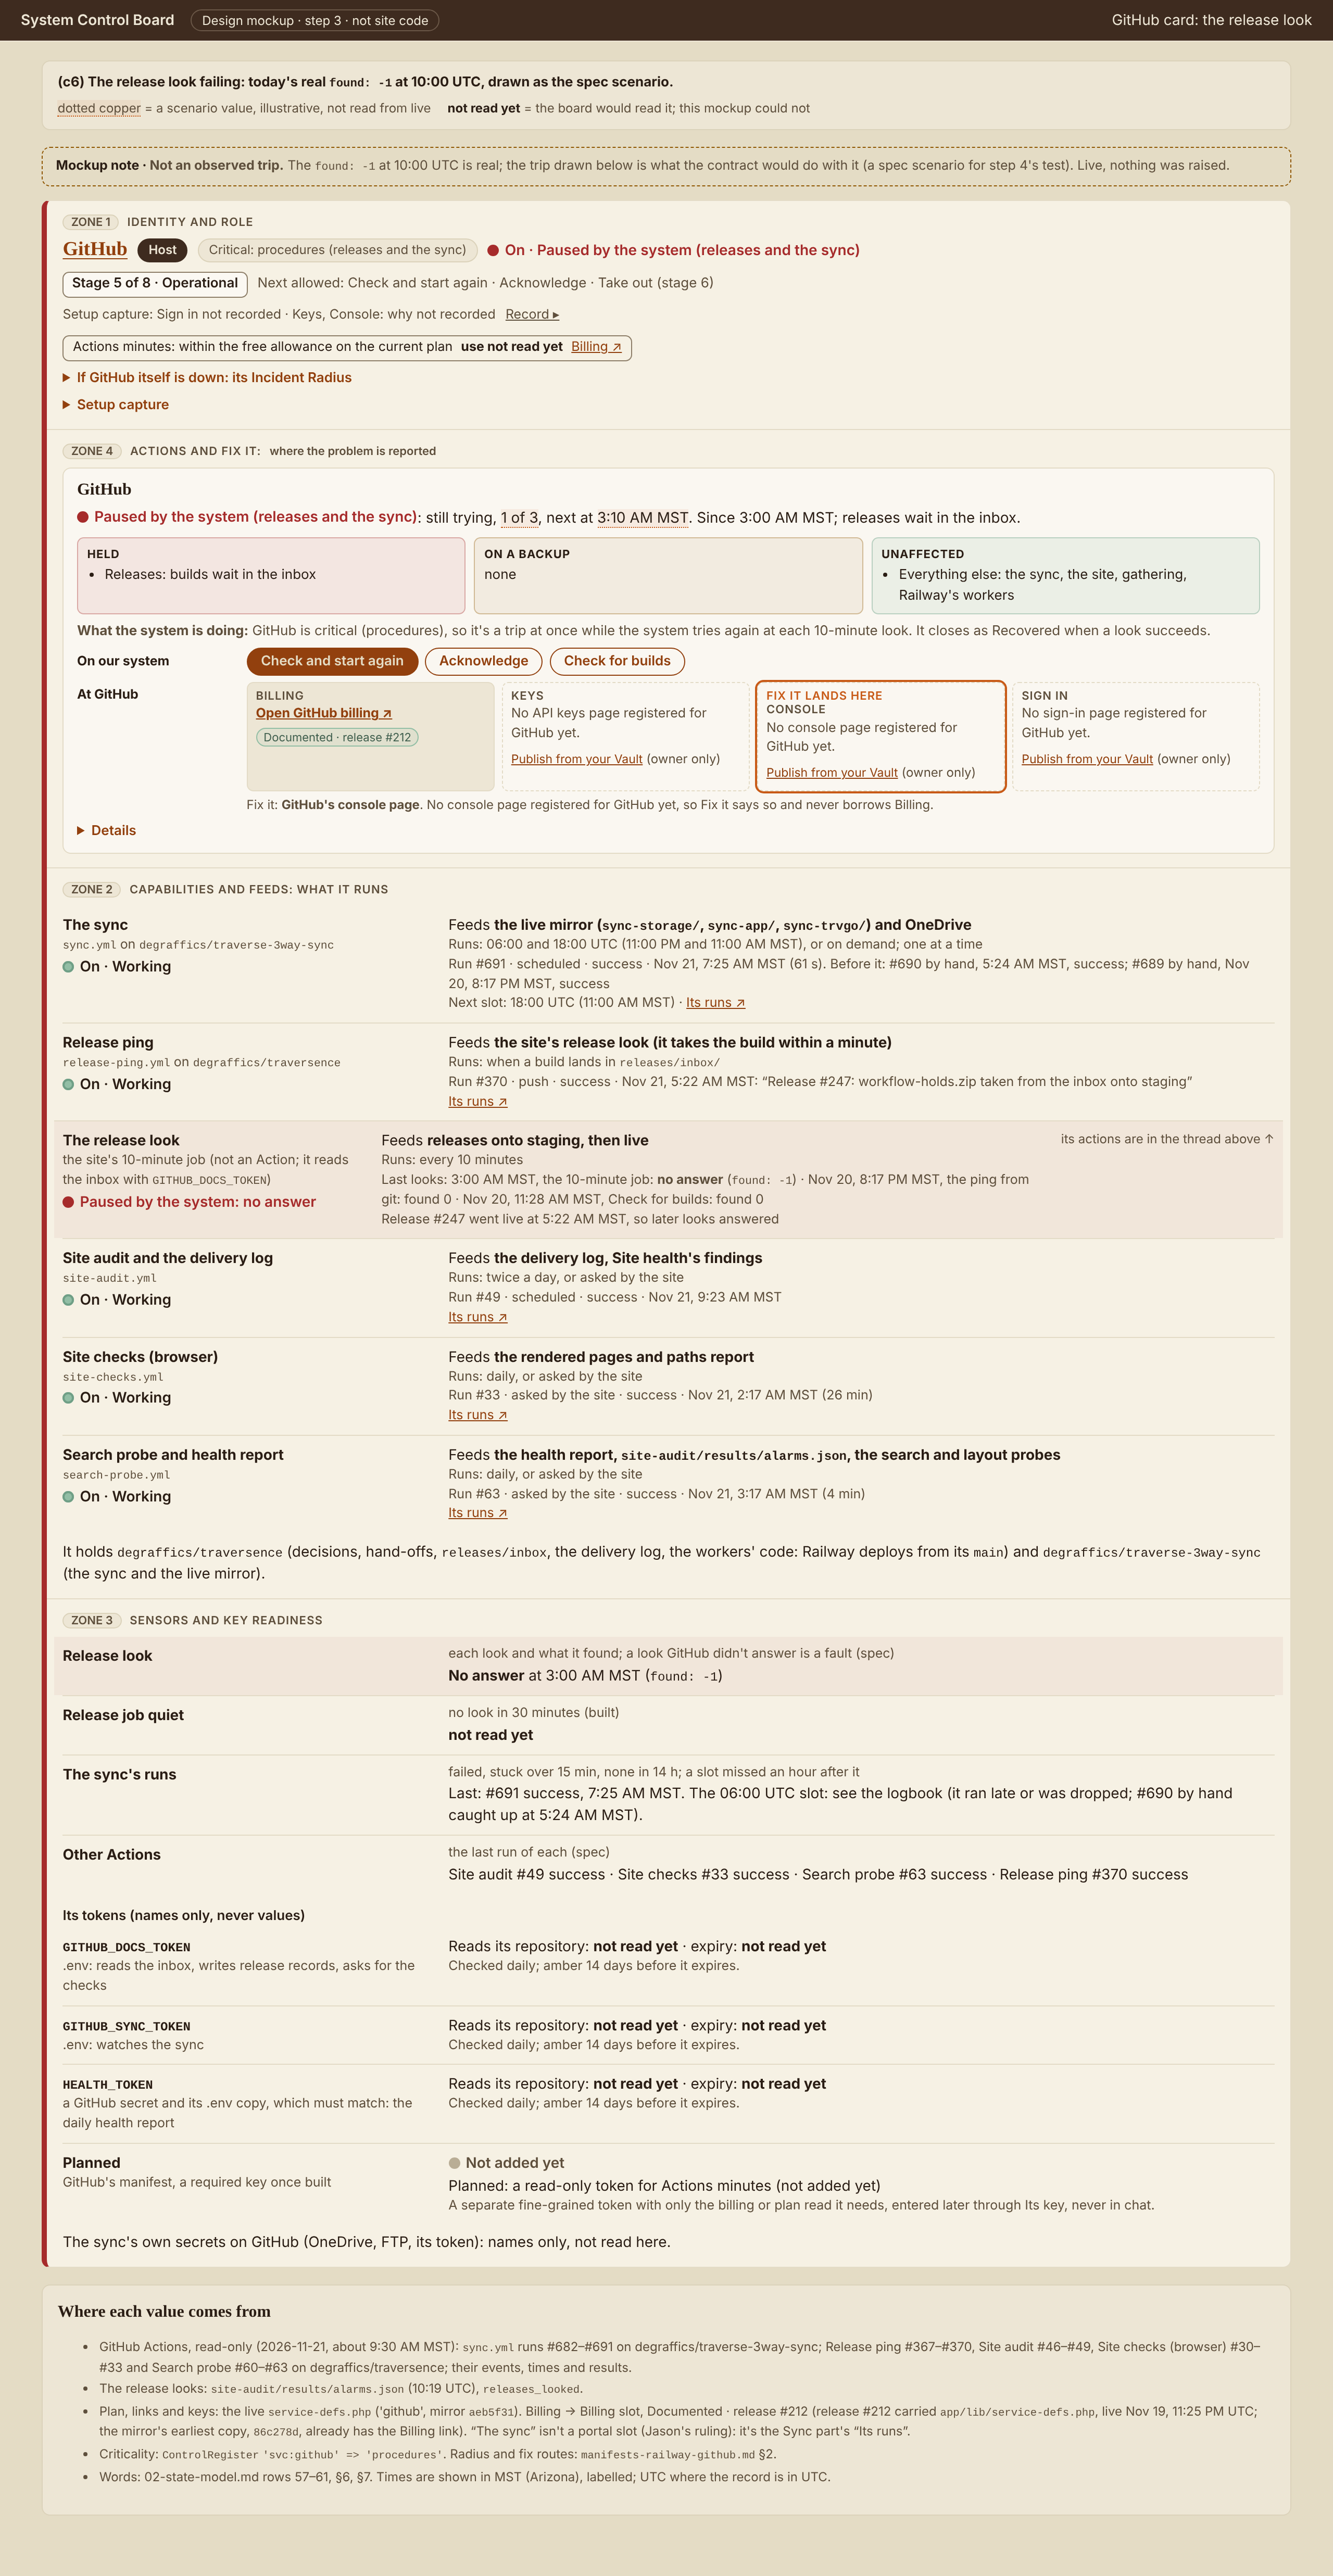 System Control Board
Design mockup · step 3 · not site code
GitHub card: the release look
(c6) The release look failing: today's real found: -1 at 10:00 UTC, drawn as the spec scenario.
dotted copper = a scenario value, illustrative, not read from live not read yet = the board would read it; this mockup could not
Mockup note · Not an observed trip. The found: -1 at 10:00 UTC is real; the trip drawn below is what the contract would do with it (a spec scenario for step 4's test). Live, nothing was raised.
ZONE 1 IDENTITY AND ROLE
GitHub Host Critical: procedures (releases and the sync) On · Paused by the system (releases and the sync)
Stage 5 of 8 · Operational Next allowed: Check and start again · Acknowledge · Take out (stage 6)
Setup capture: Sign in not recorded · Keys, Console: why not recorded Record ▸
Actions minutes: within the free allowance on the current plan use not read yet Billing ↗
▶ If GitHub itself is down: its Incident Radius
▶ Setup capture
ZONE 4 ACTIONS AND FIX IT: where the problem is reported
GitHub
Paused by the system (releases and the sync): still trying, 1 of 3, next at 3:10 AM MST. Since 3:00 AM MST; releases wait in the inbox.
HELD
• Releases: builds wait in the inbox
ON A BACKUP
none
UNAFFECTED
• Everything else: the sync, the site, gathering,
Railway's workers
What the system is doing: GitHub is critical (procedures), so it's a trip at once while the system tries again at each 10-minute look. It closes as Recovered when a look succeeds.
On our system Check and start again Acknowledge Check for builds
At GitHub
BILLING
Open GitHub billing ↗
Documented · release #212
KEYS
No API keys page registered for
GitHub yet.
Publish from your Vault (owner only)
FIX IT LANDS HERE
CONSOLE
No console page registered for
GitHub yet.
Publish from your Vault (owner only)
SIGN IN
No sign-in page registered for
GitHub yet.
Publish from your Vault (owner only)
Fix it: GitHub's console page. No console page registered for GitHub yet, so Fix it says so and never borrows Billing.
▶ Details
ZONE 2 CAPABILITIES AND FEEDS: WHAT IT RUNS
The sync
sync.yml on degraffics/traverse-3way-sync
On · Working
Feeds the live mirror (sync-storage/, sync-app/, sync-trvgo/) and OneDrive
Runs: 06:00 and 18:00 UTC (11:00 PM and 11:00 AM MST), or on demand; one at a time
Run #691 · scheduled · success · Nov 21, 7:25 AM MST (61 s). Before it: #690 by hand, 5:24 AM MST, success; #689 by hand, Nov
20, 8:17 PM MST, success
Next slot: 18:00 UTC (11:00 AM MST) · Its runs ↗
Release ping
release-ping.yml on degraffics/traversence
On · Working
Feeds the site's release look (it takes the build within a minute)
Runs: when a build lands in releases/inbox/
Run #370 · push · success · Nov 21, 5:22 AM MST: “Release #247: workflow-holds.zip taken from the inbox onto staging”
Its runs ↗
The release look
the site's 10-minute job (not an Action; it reads
the inbox with GITHUB_DOCS_TOKEN)
Paused by the system: no answer
Feeds releases onto staging, then live
Runs: every 10 minutes
Last looks: 3:00 AM MST, the 10-minute job: no answer (found: -1) · Nov 20, 8:17 PM MST, the ping from
git: found 0 · Nov 20, 11:28 AM MST, Check for builds: found 0
Release #247 went live at 5:22 AM MST, so later looks answered
its actions are in the thread above ↑
Site audit and the delivery log
site-audit.yml
On · Working
Feeds the delivery log, Site health's findings
Runs: twice a day, or asked by the site
Run #49 · scheduled · success · Nov 21, 9:23 AM MST
Its runs ↗
Site checks (browser)
site-checks.yml
On · Working
Feeds the rendered pages and paths report
Runs: daily, or asked by the site
Run #33 · asked by the site · success · Nov 21, 2:17 AM MST (26 min)
Its runs ↗
Search probe and health report
search-probe.yml
On · Working
Feeds the health report, site-audit/results/alarms.json, the search and layout probes
Runs: daily, or asked by the site
Run #63 · asked by the site · success · Nov 21, 3:17 AM MST (4 min)
Its runs ↗
It holds degraffics/traversence (decisions, hand-offs, releases/inbox, the delivery log, the workers' code: Railway deploys from its main) and degraffics/traverse-3way-sync
(the sync and the live mirror).
ZONE 3 SENSORS AND KEY READINESS
Release look
each look and what it found; a look GitHub didn't answer is a fault (spec)
No answer at 3:00 AM MST (found: -1)
Release job quiet
no look in 30 minutes (built)
not read yet
The sync's runs
failed, stuck over 15 min, none in 14 h; a slot missed an hour after it
Last: #691 success, 7:25 AM MST. The 06:00 UTC slot: see the logbook (it ran late or was dropped; #690 by hand
caught up at 5:24 AM MST).
Other Actions
the last run of each (spec)
Site audit #49 success · Site checks #33 success · Search probe #63 success · Release ping #370 success
Its tokens (names only, never values)
GITHUB_DOCS_TOKEN
.env: reads the inbox, writes release records, asks for the
checks
Reads its repository: not read yet · expiry: not read yet
Checked daily; amber 14 days before it expires.
GITHUB_SYNC_TOKEN
.env: watches the sync
Reads its repository: not read yet · expiry: not read yet
Checked daily; amber 14 days before it expires.
HEALTH_TOKEN
a GitHub secret and its .env copy, which must match: the
daily health report
Reads its repository: not read yet · expiry: not read yet
Checked daily; amber 14 days before it expires.
Planned
GitHub's manifest, a required key once built
Not added yet
Planned: a read-only token for Actions minutes (not added yet)
A separate fine-grained token with only the billing or plan read it needs, entered later through Its key, never in chat.
The sync's own secrets on GitHub (OneDrive, FTP, its token): names only, not read here.
Where each value comes from
• GitHub Actions, read-only (2026-11-21, about 9:30 AM MST): sync.yml runs #682–#691 on degraffics/traverse-3way-sync; Release ping #367–#370, Site audit #46–#49, Site checks (browser) #30–
#33 and Search probe #60–#63 on degraffics/traversence; their events, times and results.
• The release looks: site-audit/results/alarms.json (10:19 UTC), releases_looked.
• Plan, links and keys: the live service-defs.php ('github', mirror aeb5f31). Billing → Billing slot, Documented · release #212 (release #212 carried app/lib/service-defs.php, live Nov 19, 11:25 PM UTC;
the mirror's earliest copy, 86c278d, already has the Billing link). “The sync” isn't a portal slot (Jason's ruling): it's the Sync part's “Its runs”.
• Criticality: ControlRegister 'svc:github' => 'procedures'. Radius and fix routes: manifests-railway-github.md §2.
• Words: 02-state-model.md rows 57–61, §6, §7. Times are shown in MST (Arizona), labelled; UTC where the record is in UTC.